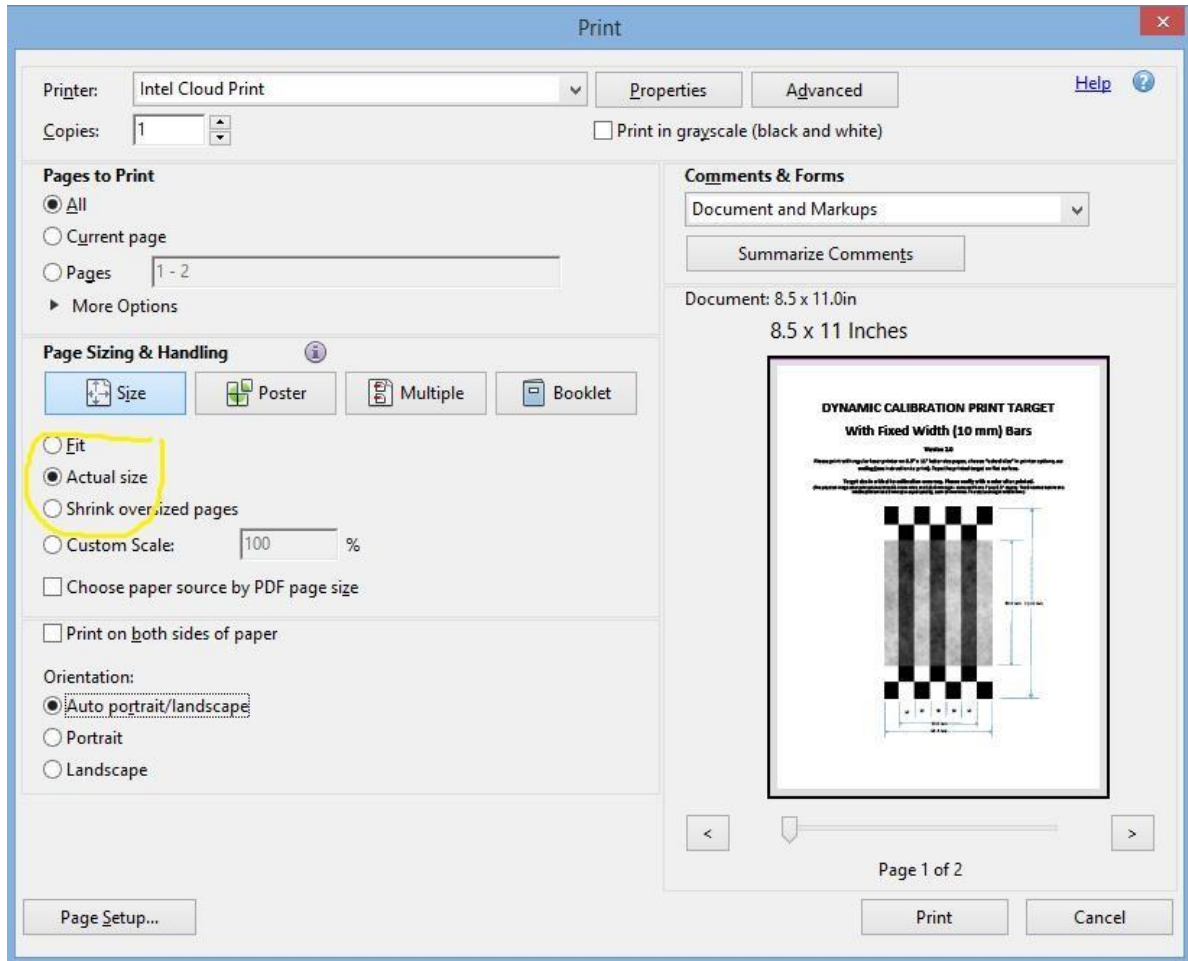 Print
Printer: Intel Cloud Print Properties Advanced Help
Copies: 1 Print in grayscale (black and white)
Pages to Print
All
Current page
Pages 1 - 2
More Options
Page Sizing & Handling
Size Poster Multiple Booklet
Fit
Actual size
Shrink oversized pages
Custom Scale: 100 %
Choose paper source by PDF page size
Print on both sides of paper
Orientation:
Auto portrait/landscape
Portrait
Landscape
Comments & Forms
Document and Markups
Summarize Comments
Document: 8.5 x 11.0in
8.5 x 11 Inches
DYNAMIC CALIBRATION PRINT TARGET
With Fixed Width (10 mm) Bars
Version 2.0
< >
Page 1 of 2
Page Setup... Print Cancel